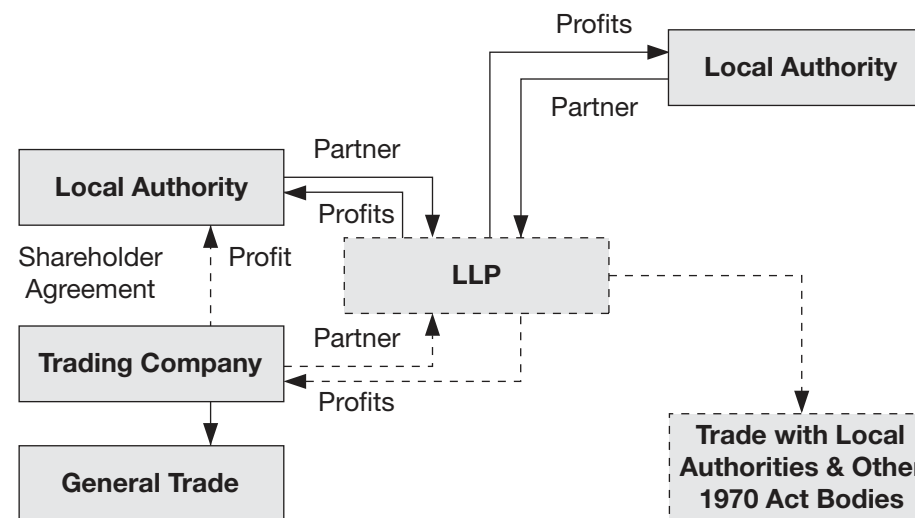 Profits
Local Authority
Partner
Partner
Local Authority
Profits
Shareholder
Agreement
Profit
LLP
Partner
Trading Company
Profits
Trade with Local
Authorities & Other
1970 Act Bodies
General Trade